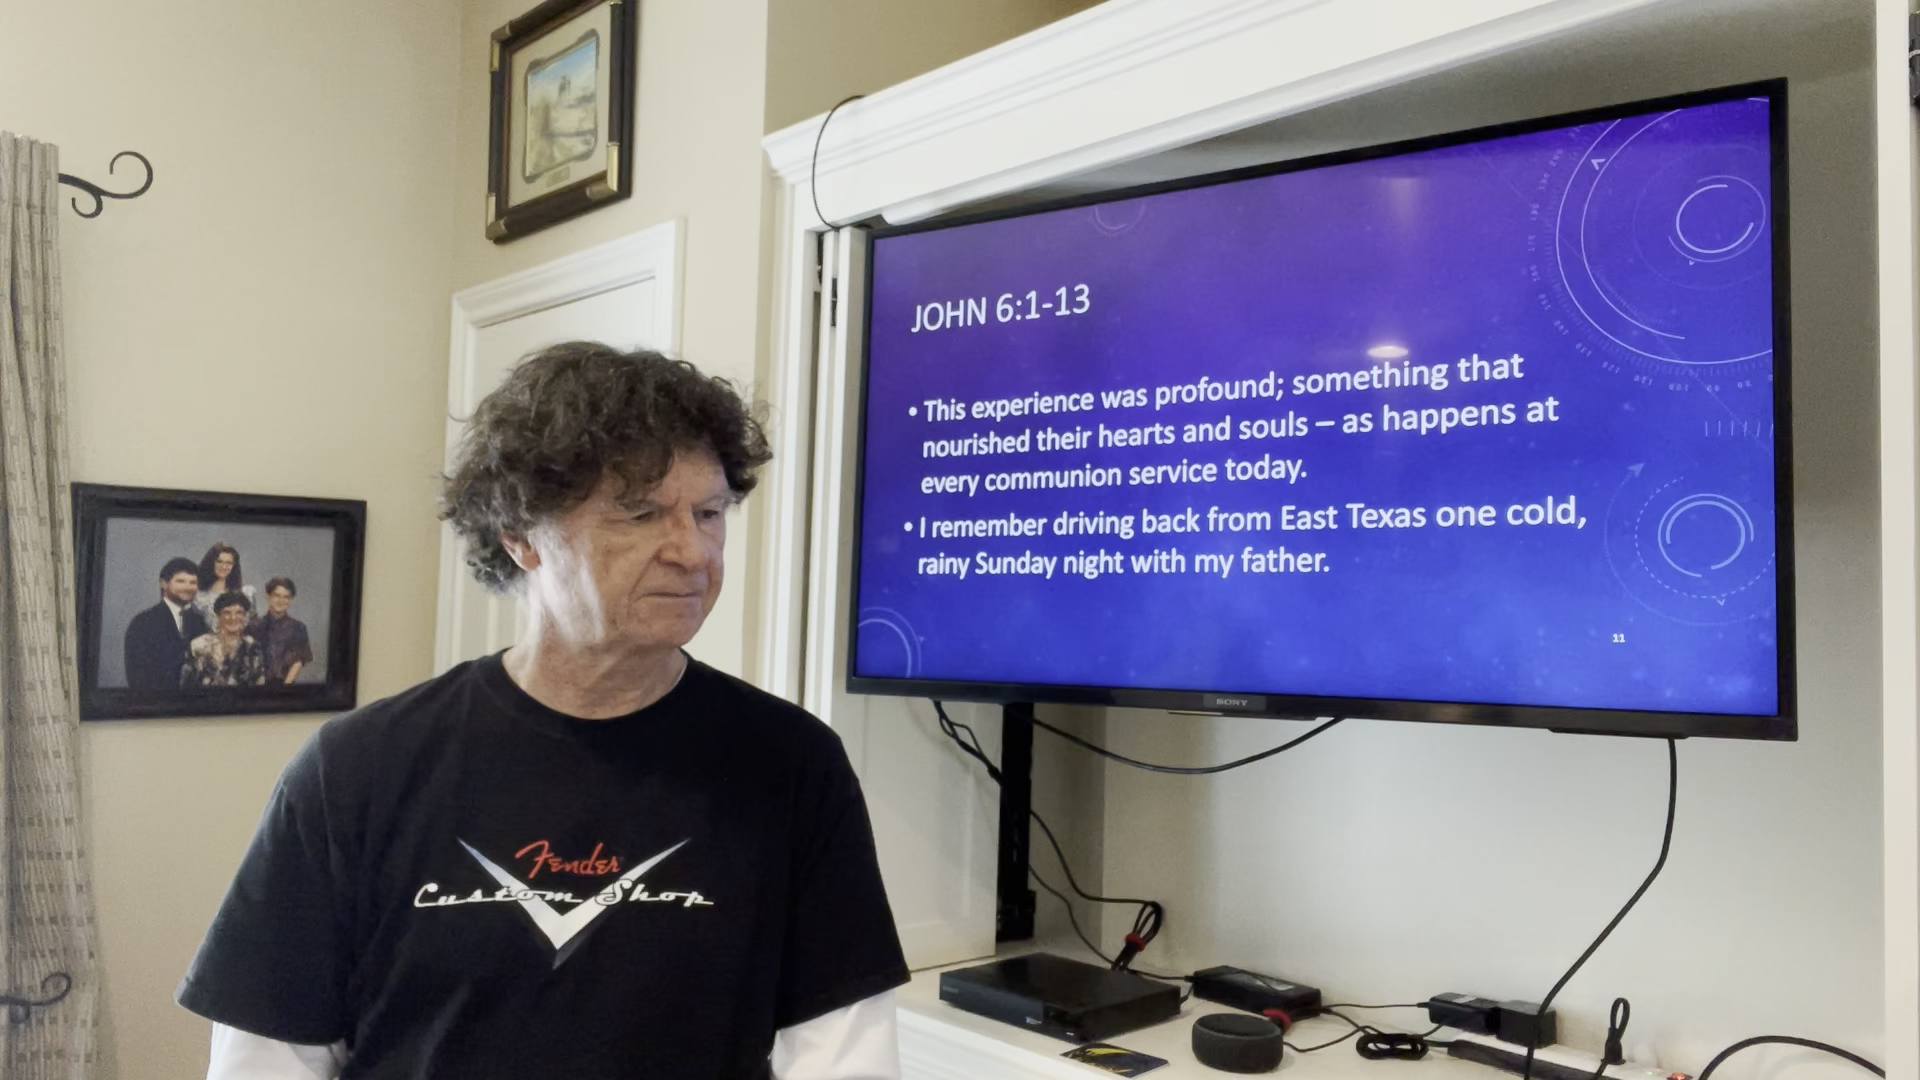 JOHN 6:1-13
• This experience was profound; something that
nourished their hearts and souls – as happens at
every communion service today.
• I remember driving back from East Texas one cold,
rainy Sunday night with my father.
11
SONY
Fender
Custom Shop